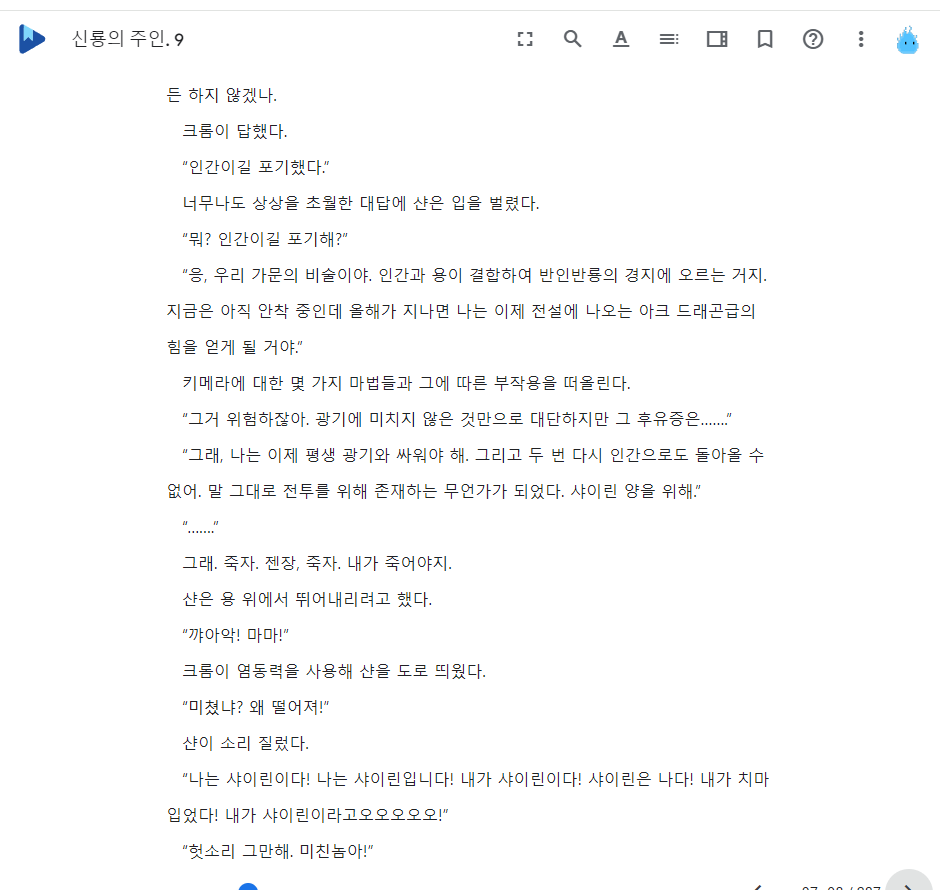 신룡의 주인. 9
든 하지 않겠나.
크롬이 답했다.
“인간이길 포기했다.”
너무나도 상상을 초월한 대답에 샨은 입을 벌렸다.
“뭐? 인간이길 포기해?”
“응, 우리 가문의 비술이야. 인간과 용이 결합하여 반인반룡의 경지에 오르는 거지.
지금은 아직 안착 중인데 올해가 지나면 나는 이제 전설에 나오는 아크 드래곤급의
힘을 얻게 될 거야.”
키메라에 대한 몇 가지 마법들과 그에 따른 부작용을 떠올린다.
“그거 위험하잖아. 광기에 미치지 않은 것만으로 대단하지만 그 후유증은…….”
“그래, 나는 이제 평생 광기와 싸워야 해. 그리고 두 번 다시 인간으로도 돌아올 수
없어. 말 그대로 전투를 위해 존재하는 무언가가 되었다. 샤이린 양을 위해.”
“…….”
그래. 죽자. 젠장, 죽자. 내가 죽어야지.
샨은 용 위에서 뛰어내리려고 했다.
“꺄아악! 마마!”
크롬이 염동력을 사용해 샨을 도로 띄웠다.
“미쳤냐? 왜 떨어져!”
샨이 소리 질렀다.
“나는 샤이린이다! 나는 샤이린입니다! 내가 샤이린이다! 샤이린은 나다! 내가 치마
입었다! 내가 샤이린이라고오오오오오!”
“헛소리 그만해. 미친놈아!”